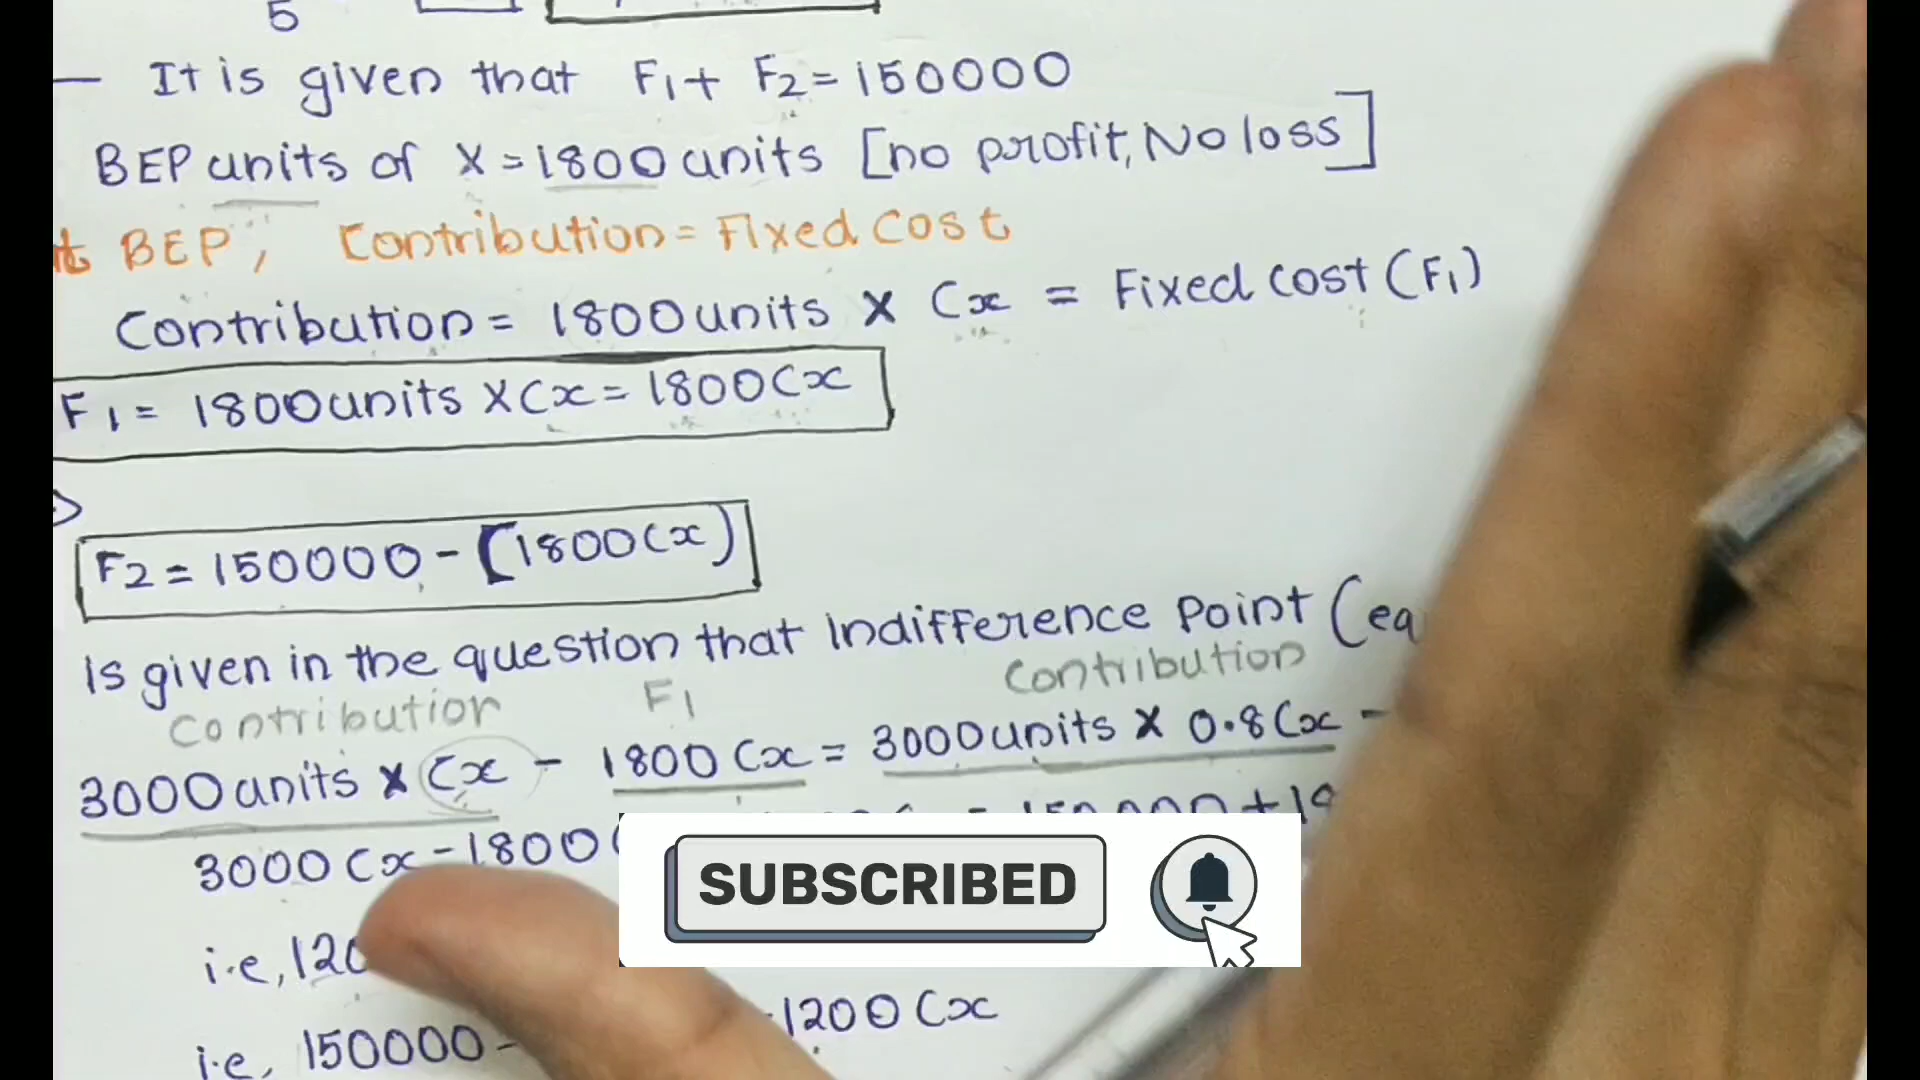 5
— It is given that F1 + F2 = 150000
BEP units of X = 1800 units [no profit, No loss]
BEP, Contribution = Fixed Cost
Contribution = 1800 units X Cx = Fixed cost (F1)
F1 = 1800 units X Cx = 1800 Cx
F2 = 150000 - (1800 Cx)
is given in the question that indifference point (
Contribution F1 Contribution
3000 units X Cx - 1800 Cx = 3000 units X 0.8 Cx -
3000 Cx - 1800
SUBSCRIBED
i.e,
i.e, 150000 - 1200 Cx